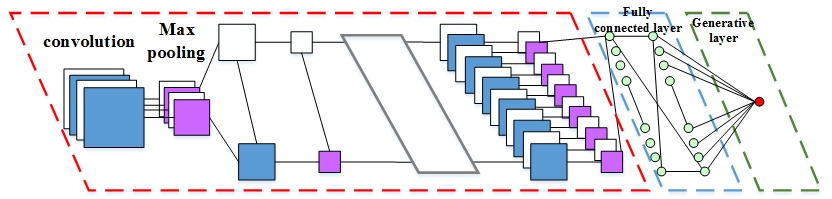 convolution
Max
pooling
Fully
connected layer
Generative
layer